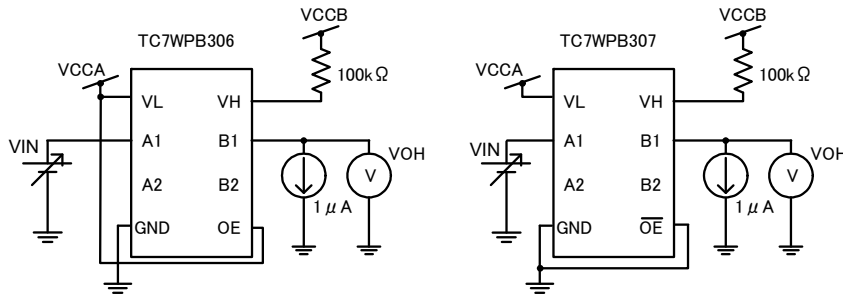 VCCB
TC7WPB306
VCCA
100kΩ
VL
VH
VIN
A1
B1
VOH
A2
B2
V
1μA
GND
OE
VCCB
TC7WPB307
VCCA
100kΩ
VL
VH
VIN
A1
B1
VOH
A2
B2
V
1μA
GND
OE